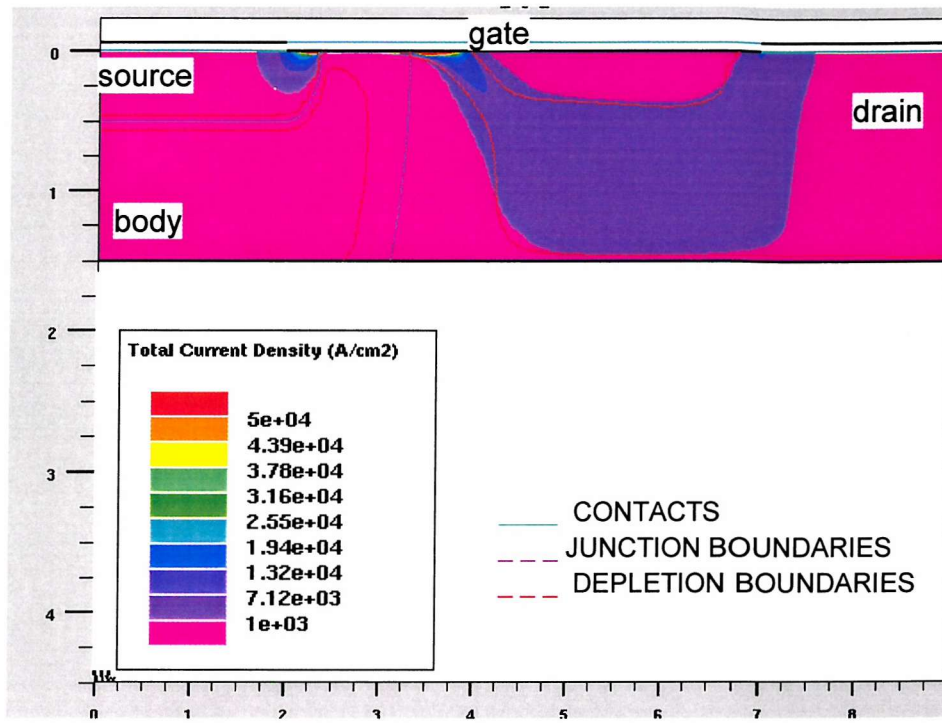 gate
0
source
drain
1
body
2
Total Current Density (A/cm2)
5e+04
4.39e+04
3.78e+04
3
3.16e+04
2.55e+04
CONTACTS
1.94e+04
JUNCTION BOUNDARIES
1.32e+04
DEPLETION BOUNDARIES
7.12e+03
4
1e+03
0 1 2 3 4 5 6 7 8